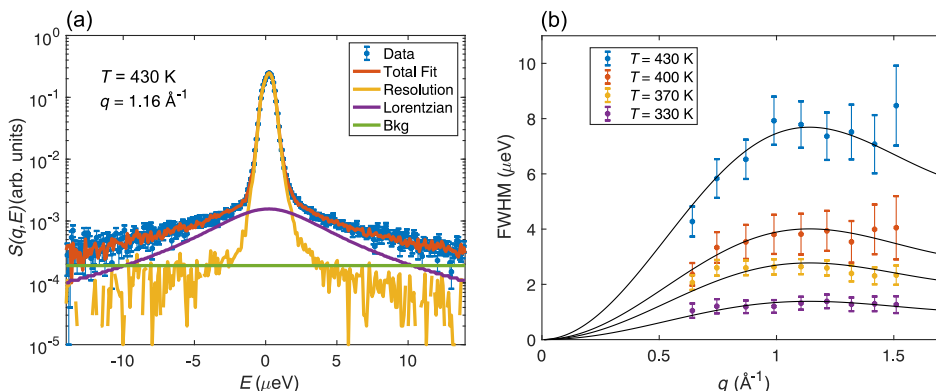 (a)
10⁰
10⁻¹
10⁻²
10⁻³
10⁻⁴
10⁻⁵
S(q,E)(arb. units)
T = 430 K
q = 1.16 Å⁻¹
Data
Total Fit
Resolution
Lorentzian
Bkg
-10 -5 0 5 10
E (μeV)
(b)
10
8
6
4
2
0
FWHM (μeV)
T = 430 K
T = 400 K
T = 370 K
T = 330 K
0 0.5 1 1.5
q (Å⁻¹)